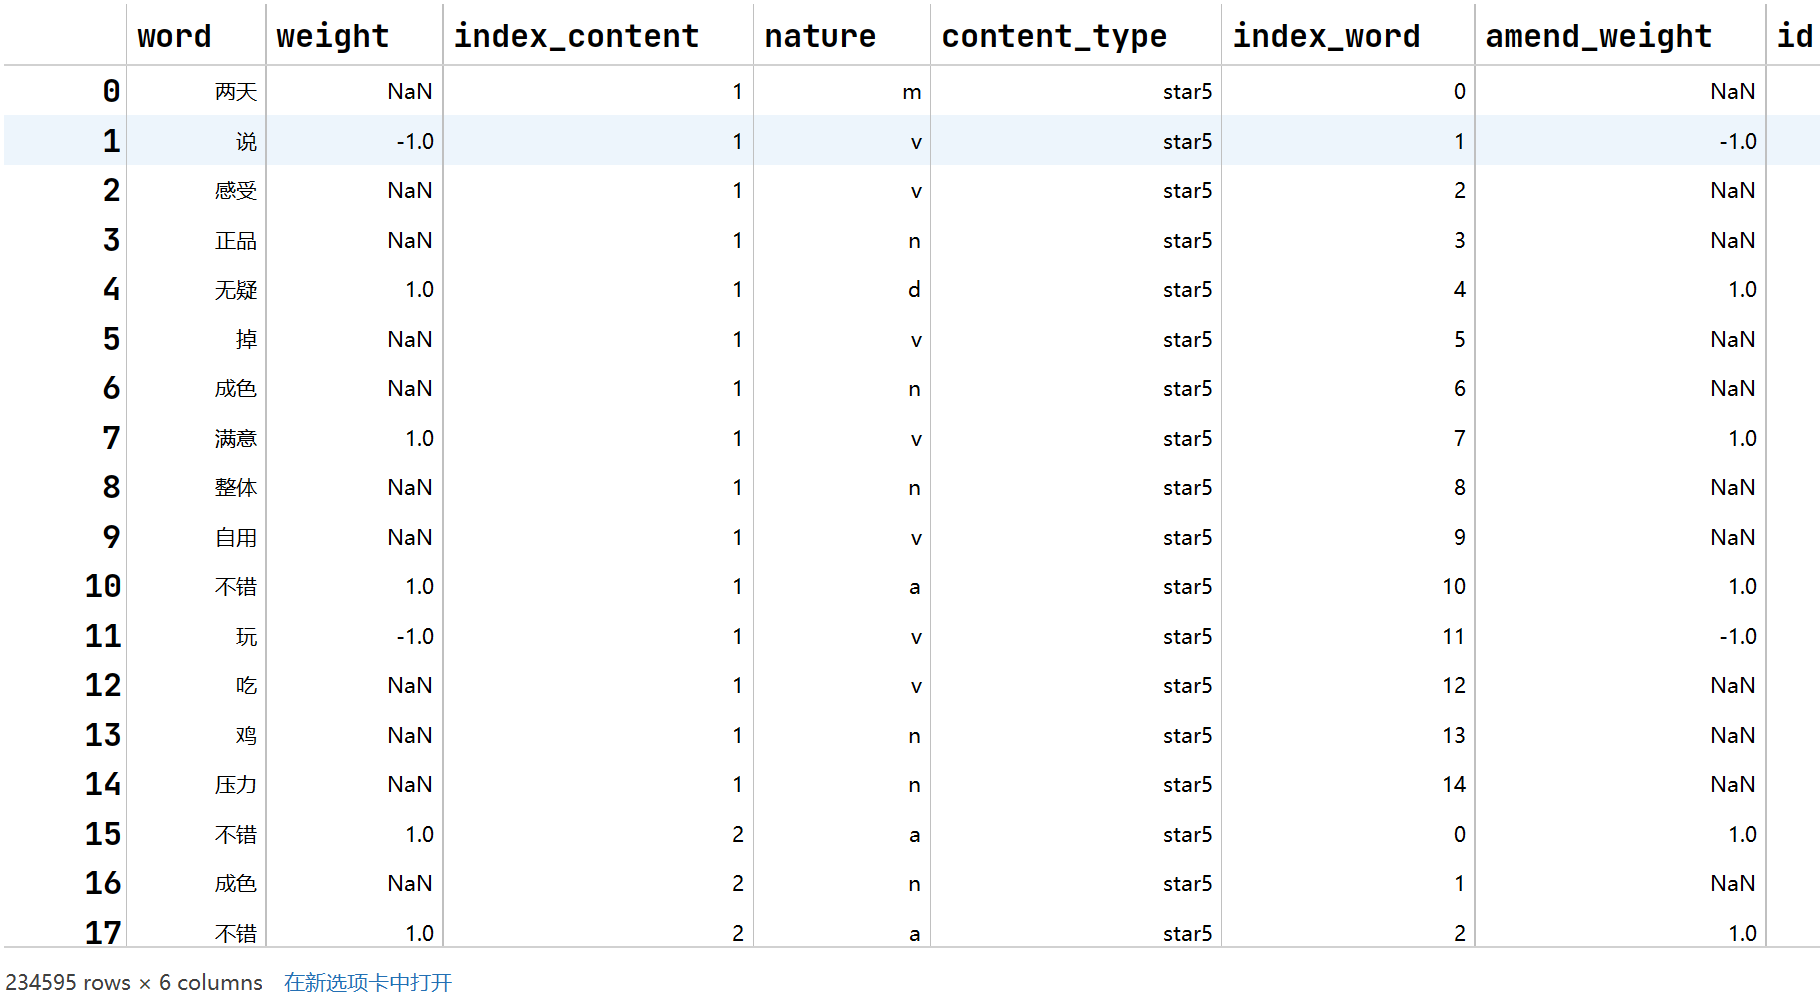 word weight index_content nature content_type index_word amend_weight id
0 两天 NaN 1 m star5 0 NaN
1 说 -1.0 1 v star5 1 -1.0
2 感受 NaN 1 v star5 2 NaN
3 正品 NaN 1 n star5 3 NaN
4 无疑 1.0 1 d star5 4 1.0
5 掉 NaN 1 v star5 5 NaN
6 成色 NaN 1 n star5 6 NaN
7 满意 1.0 1 v star5 7 1.0
8 整体 NaN 1 n star5 8 NaN
9 自用 NaN 1 v star5 9 NaN
10 不错 1.0 1 a star5 10 1.0
11 玩 -1.0 1 v star5 11 -1.0
12 吃 NaN 1 v star5 12 NaN
13 鸡 NaN 1 n star5 13 NaN
14 压力 NaN 1 n star5 14 NaN
15 不错 1.0 2 a star5 0 1.0
16 成色 NaN 2 n star5 1 NaN
17 不错 1.0 2 a star5 2 1.0
234595 rows × 6 columns 在新选项卡中打开